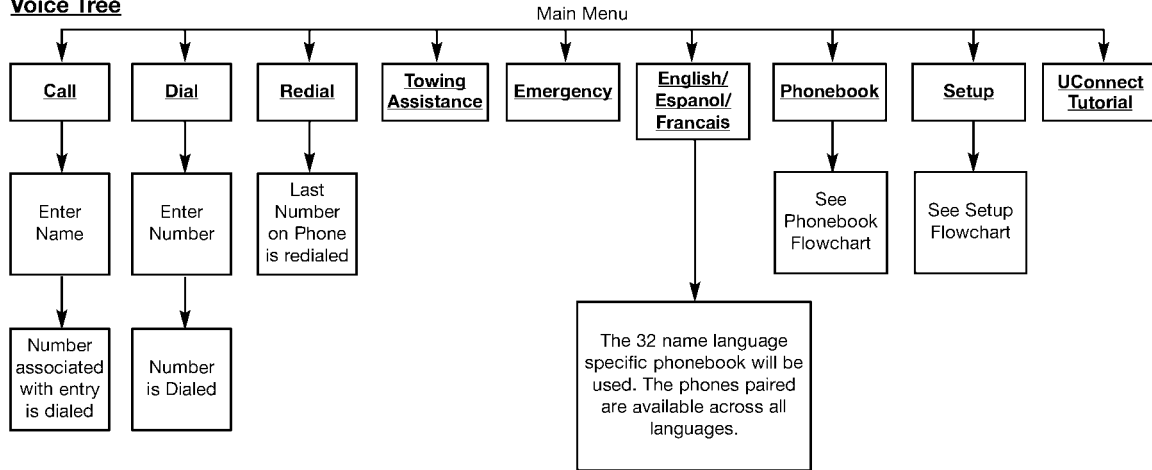 Voice Tree
Main Menu
Call
Dial
Redial
Towing
Assistance
Emergency
English/
Espanol/
Francais
Phonebook
Setup
UConnect
Tutorial
Enter
Name
Enter
Number
Last
Number
on Phone
is redialed
See
Phonebook
Flowchart
See Setup
Flowchart
Number
associated
with entry
is dialed
Number
is Dialed
The 32 name language
specific phonebook will be
used. The phones paired
are available across all
languages.